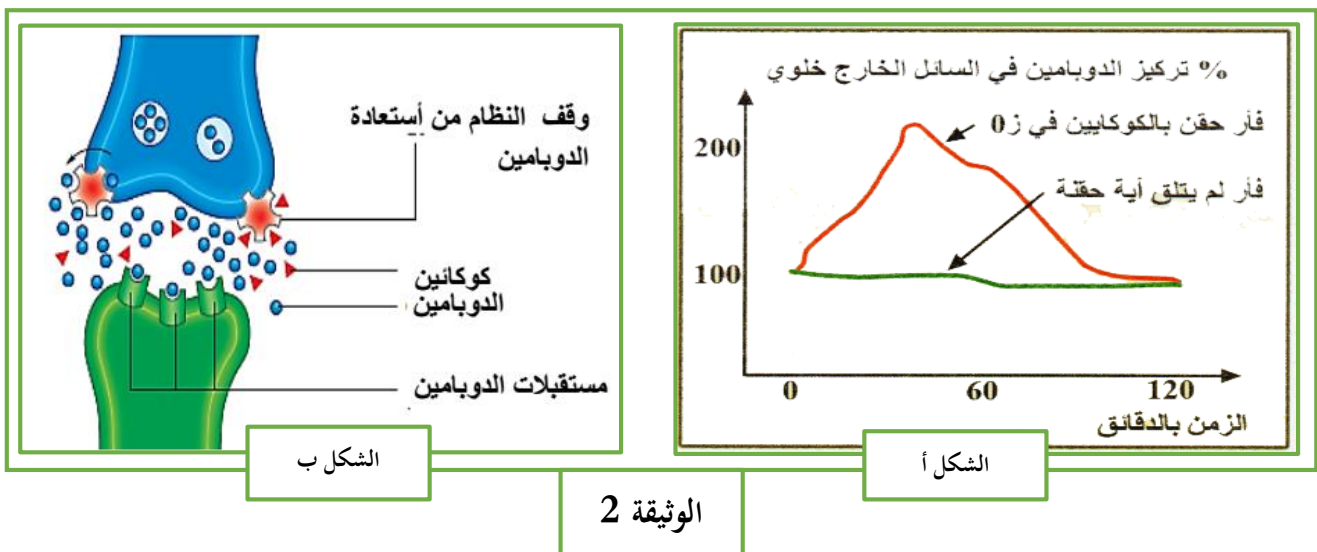 % تركيز الدوبامين في السائل الخارج خلوي
فأر حقن بالكوكايين في ز0
فأر لم يتلق أية حقنة
200
100
0
60
120
الزمن بالدقائق
الشكل أ
وقف النظام من أستعادة
الدوبامين
كوكائين
الدوبامين
مستقبلات الدوبامين
الشكل ب
الوثيقة 2